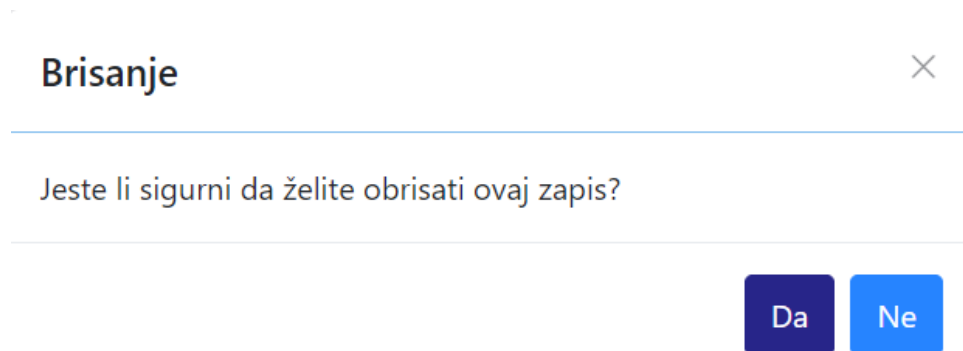 Brisanje
Jeste li sigurni da želite obrisati ovaj zapis?
Da Ne